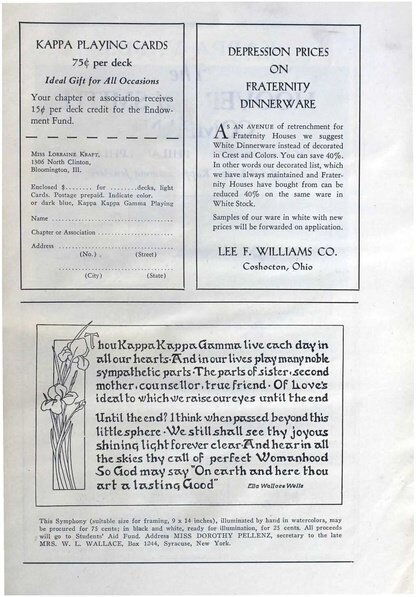 KAPPA PLAYING CARDS
75¢ per deck
Ideal Gift for All Occasions
Your chapter or association receives
15¢ per deck credit for the Endow-
ment Fund.
MISS LORRAINE KRAFT,
1306 North Clinton,
Bloomington, Ill.
Enclosed $........ for ........decks, light
Cards. Postage prepaid. Indicate color.
or dark blue, Kappa Kappa Gamma Playing
Name
Chapter or Association
Address
(No.) (Street)
(City) (State)
DEPRESSION PRICES
ON
FRATERNITY
DINNERWARE
AS AN AVENUE of retrenchment for
Fraternity Houses we suggest
White Dinnerware instead of decorated
in Crest and Colors. You can save 40%.
In other words our decorated list, which
we have always maintained and Frater-
nity Houses have bought from can be
reduced 40% on the same ware in
White Stock.
Samples of our ware in white with new
prices will be forwarded on application.
LEE F. WILLIAMS CO.
Coshocton, Ohio
Thou Kappa Kappa Gamma live each day in
all our hearts. And in our lives play many noble
sympathetic parts. The parts of sister, second
mother, counsellor, true friend. Of Love's
ideal to which we raise our eyes until the end
Until the end? I think when passed beyond this
little sphere. We still shall see thy joyous
shining light forever clear. And hear in all
the skies thy call of perfect Womanhood
So God may say "On earth and here thou
art a lasting Good"
Ella Wallace Wells
This Symphony (suitable size for framing, 9 x 14 inches), illuminated by hand in watercolors, may
be procured for 75 cents; in black and white, ready for illumination, for 25 cents. All proceeds
will go to Students' Aid Fund. Address MISS DOROTHY PELLENZ, secretary to the late
MRS. W. L. WALLACE, Box 1244, Syracuse, New York.